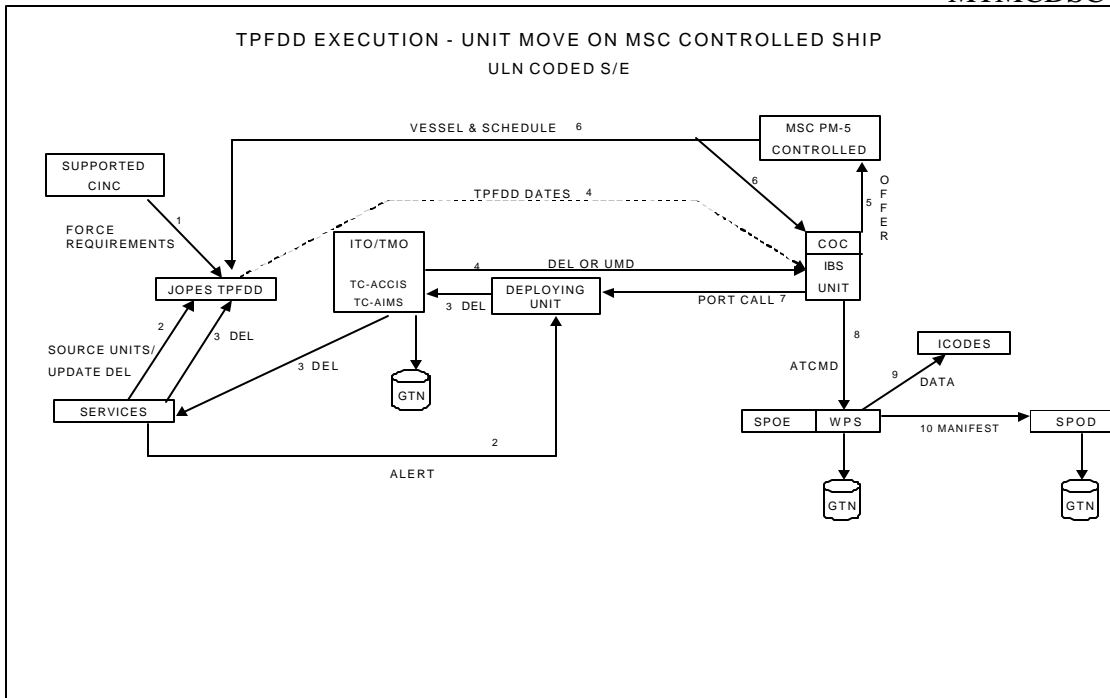 TPFDD EXECUTION - UNIT MOVE ON MSC CONTROLLED SHIP
ULN CODED S/E
VESSEL & SCHEDULE 6
MSC PM-5
CONTROLLED
SUPPORTED
CINC
TPFDD DATES 4
6
5
OFFER
1
FORCE
REQUIREMENTS
ITO/TMO
TC-ACCIS
TC-AIMS
4
DEL OR UMD
COC
IBS
UNIT
JOPES TPFDD
3 DEL
DEPLOYING
UNIT
PORT CALL 7
2
3 DEL
SOURCE UNITS/
UPDATE DEL
3 DEL
8
ICODES
9
DATA
ATCMD
GTN
SERVICES
SPOE
WPS
10 MANIFEST
SPOD
2
ALERT
GTN
GTN